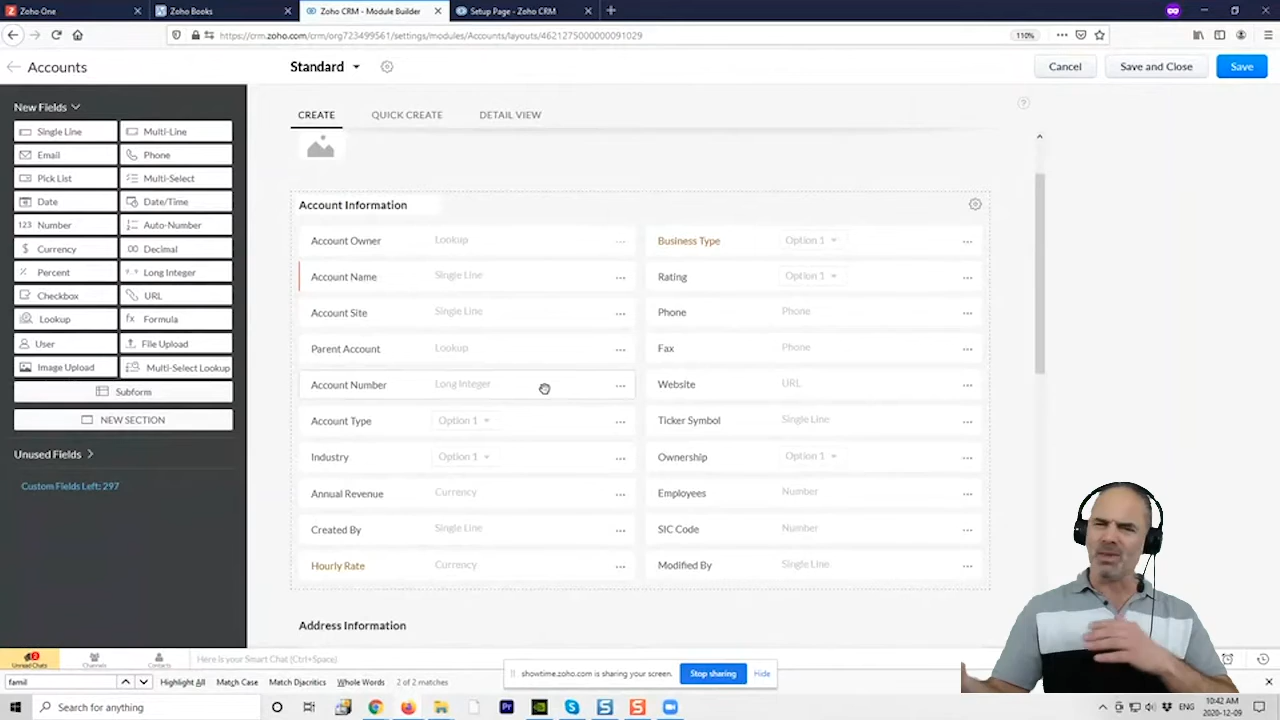 Zoho One
Zoho Books
Zoho CRM - Module Builder
Setup Page - Zoho CRM
https://crm.zoho.com/crm/org723499561/settings/modules/Accounts/layouts/4621275000000091029
110%
Accounts
Standard
Cancel
Save and Close
Save
New Fields
Single Line
Multi-Line
Email
Phone
Pick List
Multi-Select
Date
Date/Time
123 Number
Auto-Number
$ Currency
.00 Decimal
% Percent
Long Integer
Checkbox
URL
Lookup
fx Formula
User
File Upload
Image Upload
Multi-Select Lookup
Subform
NEW SECTION
Unused Fields
Custom Fields Left: 297
CREATE
QUICK CREATE
DETAIL VIEW
?
Account Information
Account Owner Lookup
Business Type Option 1
Account Name Single Line
Rating Option 1
Account Site Single Line
Phone Phone
Parent Account Lookup
Fax Phone
Account Number Long Integer
Website URL
Account Type Option 1
Ticker Symbol Single Line
Industry Option 1
Ownership Option 1
Annual Revenue Currency
Employees Number
Created By Single Line
SIC Code Number
Hourly Rate Currency
Modified By Single Line
Address Information
Unread Chats
Channels
Contacts
Here is your Smart Chat (Ctrl+Space)
showtime.zoho.com is sharing your screen.
Stop sharing
Hide
famil
Highlight All
Match Case
Match Diacritics
Whole Words
2 of 2 matches
Search for anything
Pr
ENG
10:42 AM
2020-12-09